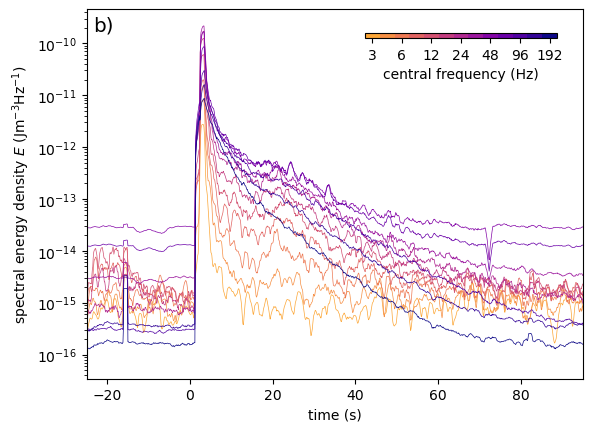 b)
3 6 12 24 48 96 192
central frequency (Hz)
spectral energy density E (Jm⁻³Hz⁻¹)
10⁻¹⁰
10⁻¹¹
10⁻¹²
10⁻¹³
10⁻¹⁴
10⁻¹⁵
10⁻¹⁶
−20 0 20 40 60 80
time (s)